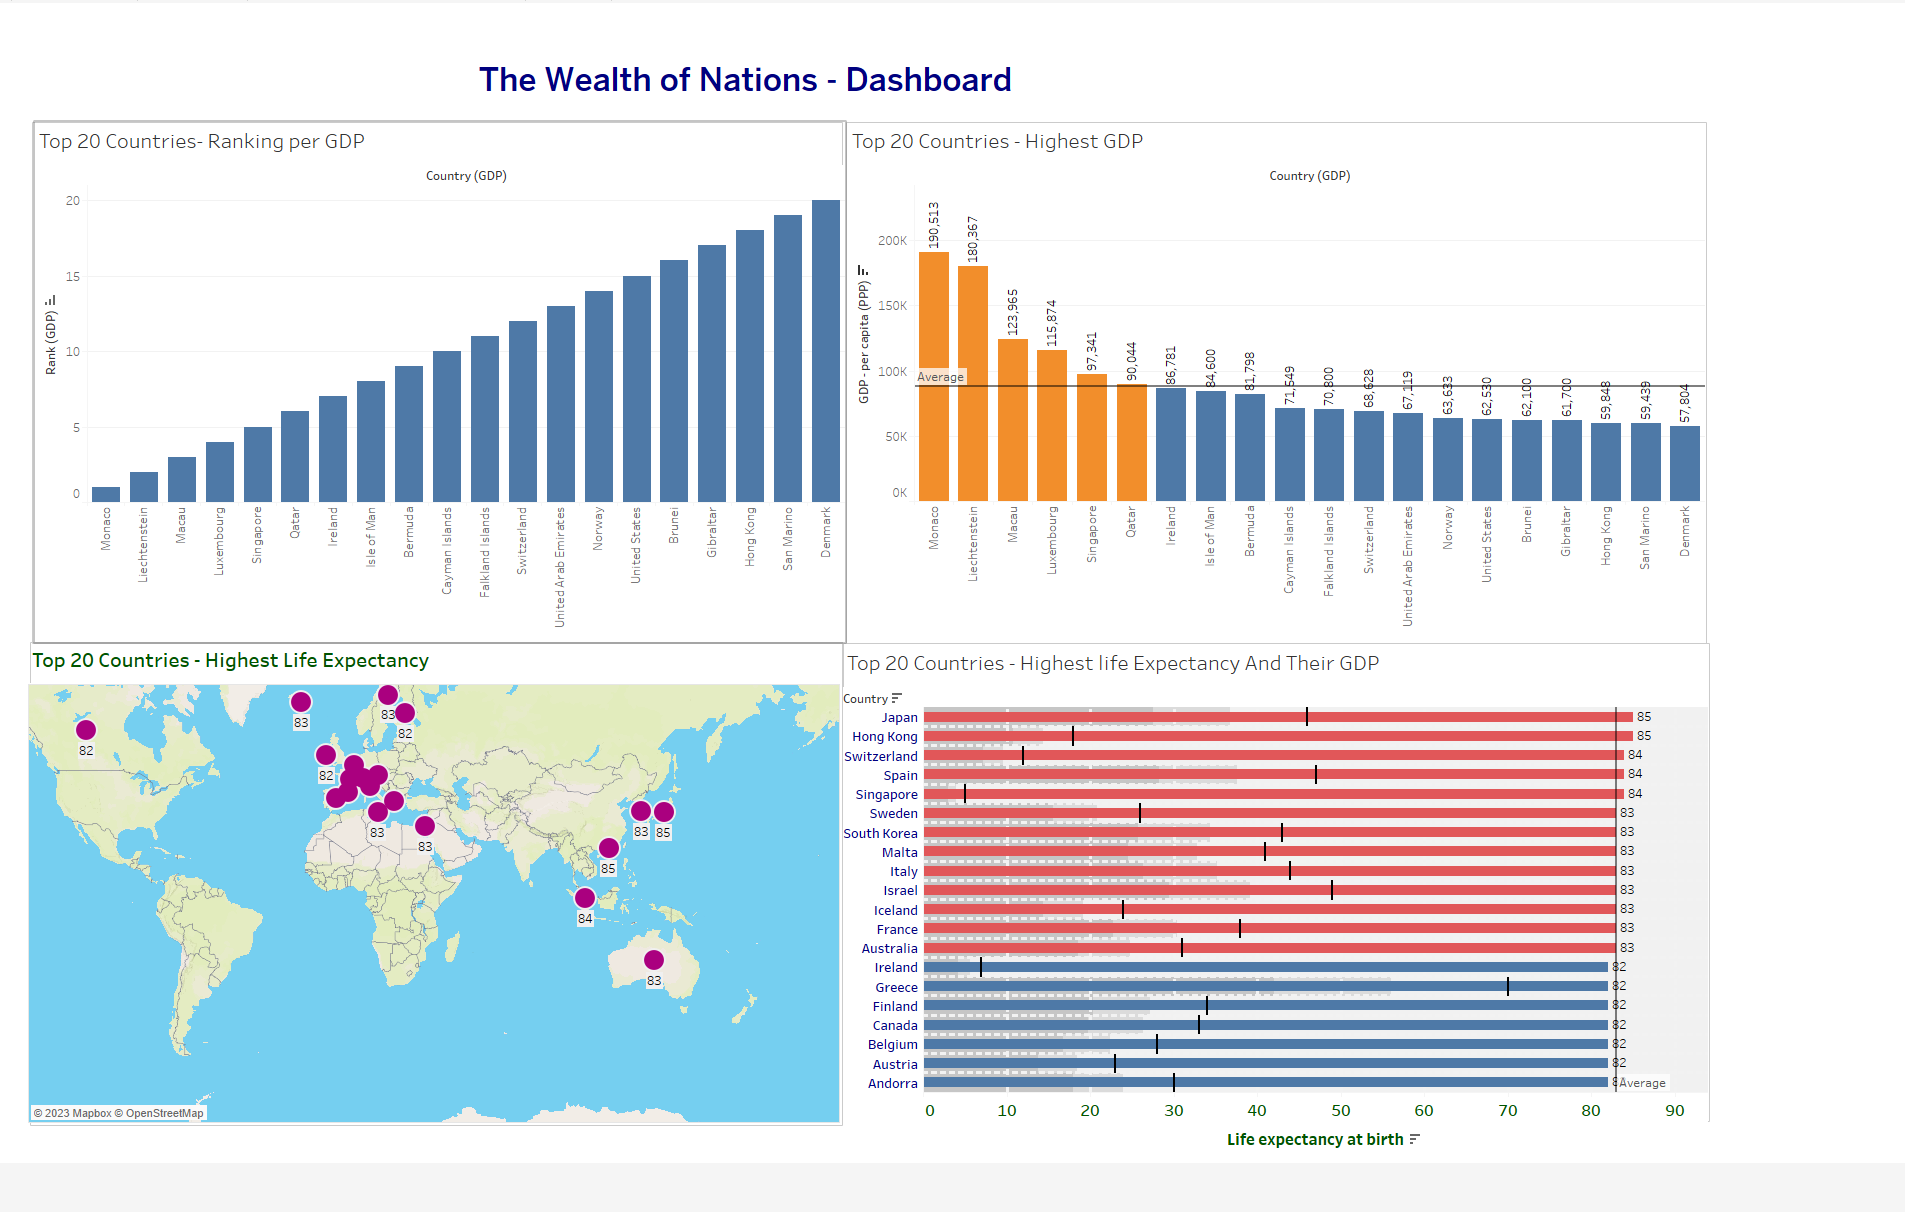 The Wealth of Nations - Dashboard
Top 20 Countries- Ranking per GDP
Country (GDP)
Rank (GDP)
20
15
10
5
0
Monaco
Liechtenstein
Macau
Luxembourg
Singapore
Qatar
Ireland
Isle of Man
Bermuda
Cayman Islands
Falkland Islands
Switzerland
United Arab Emirates
Norway
United States
Brunei
Gibraltar
Hong Kong
San Marino
Denmark
Top 20 Countries - Highest GDP
Country (GDP)
GDP - per capita (PPP)
200K
150K
100K
50K
0K
Average
190,513
180,367
123,965
115,874
97,341
90,044
86,781
84,600
81,798
71,549
70,800
68,628
67,119
63,633
62,530
62,100
61,700
59,848
59,439
57,804
Monaco
Liechtenstein
Macau
Luxembourg
Singapore
Qatar
Ireland
Isle of Man
Bermuda
Cayman Islands
Falkland Islands
Switzerland
United Arab Emirates
Norway
United States
Brunei
Gibraltar
Hong Kong
San Marino
Denmark
Top 20 Countries - Highest Life Expectancy
82
83
83
82
82
83
83
83
85
85
84
83
© 2023 Mapbox © OpenStreetMap
Top 20 Countries - Highest life Expectancy And Their GDP
Country
Japan 85
Hong Kong 85
Switzerland 84
Spain 84
Singapore 84
Sweden 83
South Korea 83
Malta 83
Italy 83
Israel 83
Iceland 83
France 83
Australia 83
Ireland 82
Greece 82
Finland 82
Canada 82
Belgium 82
Austria 82
Andorra
Average
0 10 20 30 40 50 60 70 80 90
Life expectancy at birth